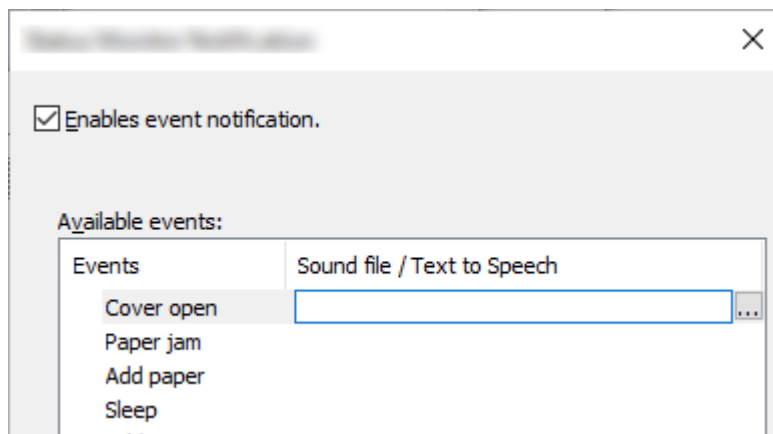 Enables event notification.
Available events:
Events Sound file / Text to Speech
Cover open ...
Paper jam
Add paper
Sleep